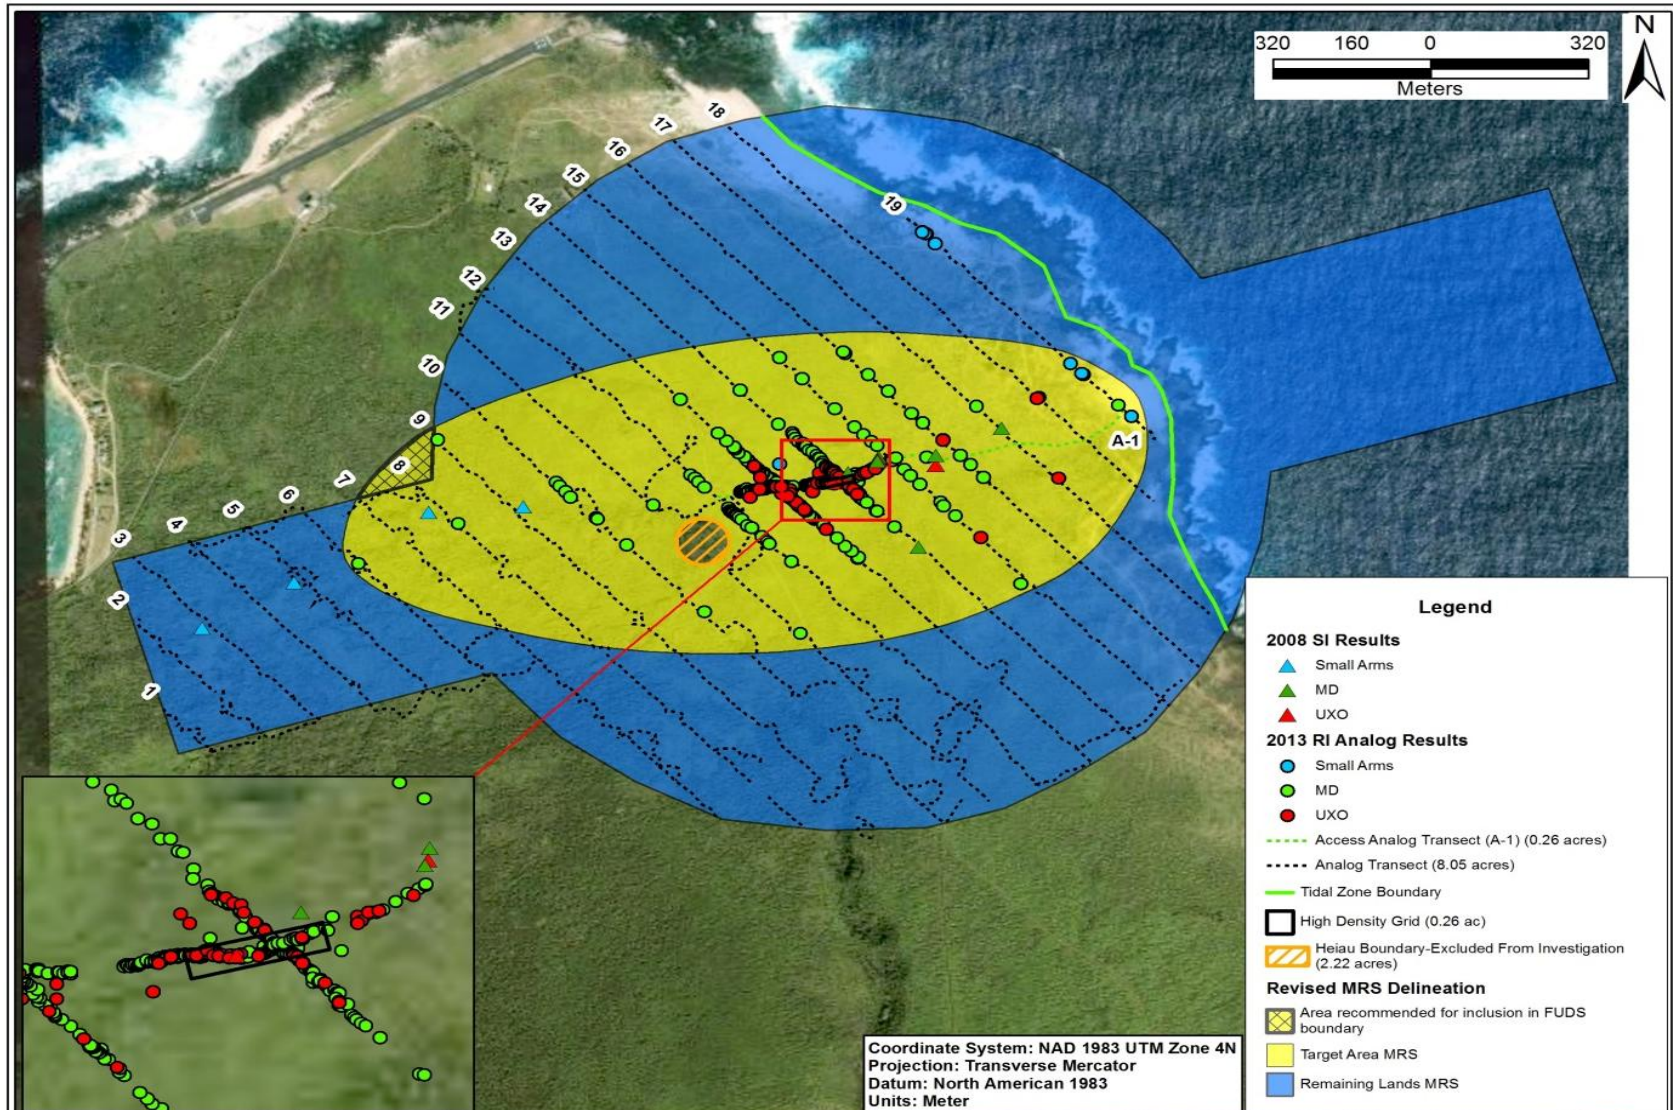 N
320 160 0 320
Meters
18
17
16
15
14
13
12
11
10
9
8
7
6
5
4
3
2
1
19
A-1
Legend
2008 SI Results
Small Arms
MD
UXO
2013 RI Analog Results
Small Arms
MD
UXO
Access Analog Transect (A-1) (0.26 acres)
Analog Transect (8.05 acres)
Tidal Zone Boundary
High Density Grid (0.26 ac)
Heiau Boundary-Excluded From Investigation
(2.22 acres)
Revised MRS Delineation
Area recommended for inclusion in FUDS
boundary
Target Area MRS
Remaining Lands MRS
Coordinate System: NAD 1983 UTM Zone 4N
Projection: Transverse Mercator
Datum: North American 1983
Units: Meter